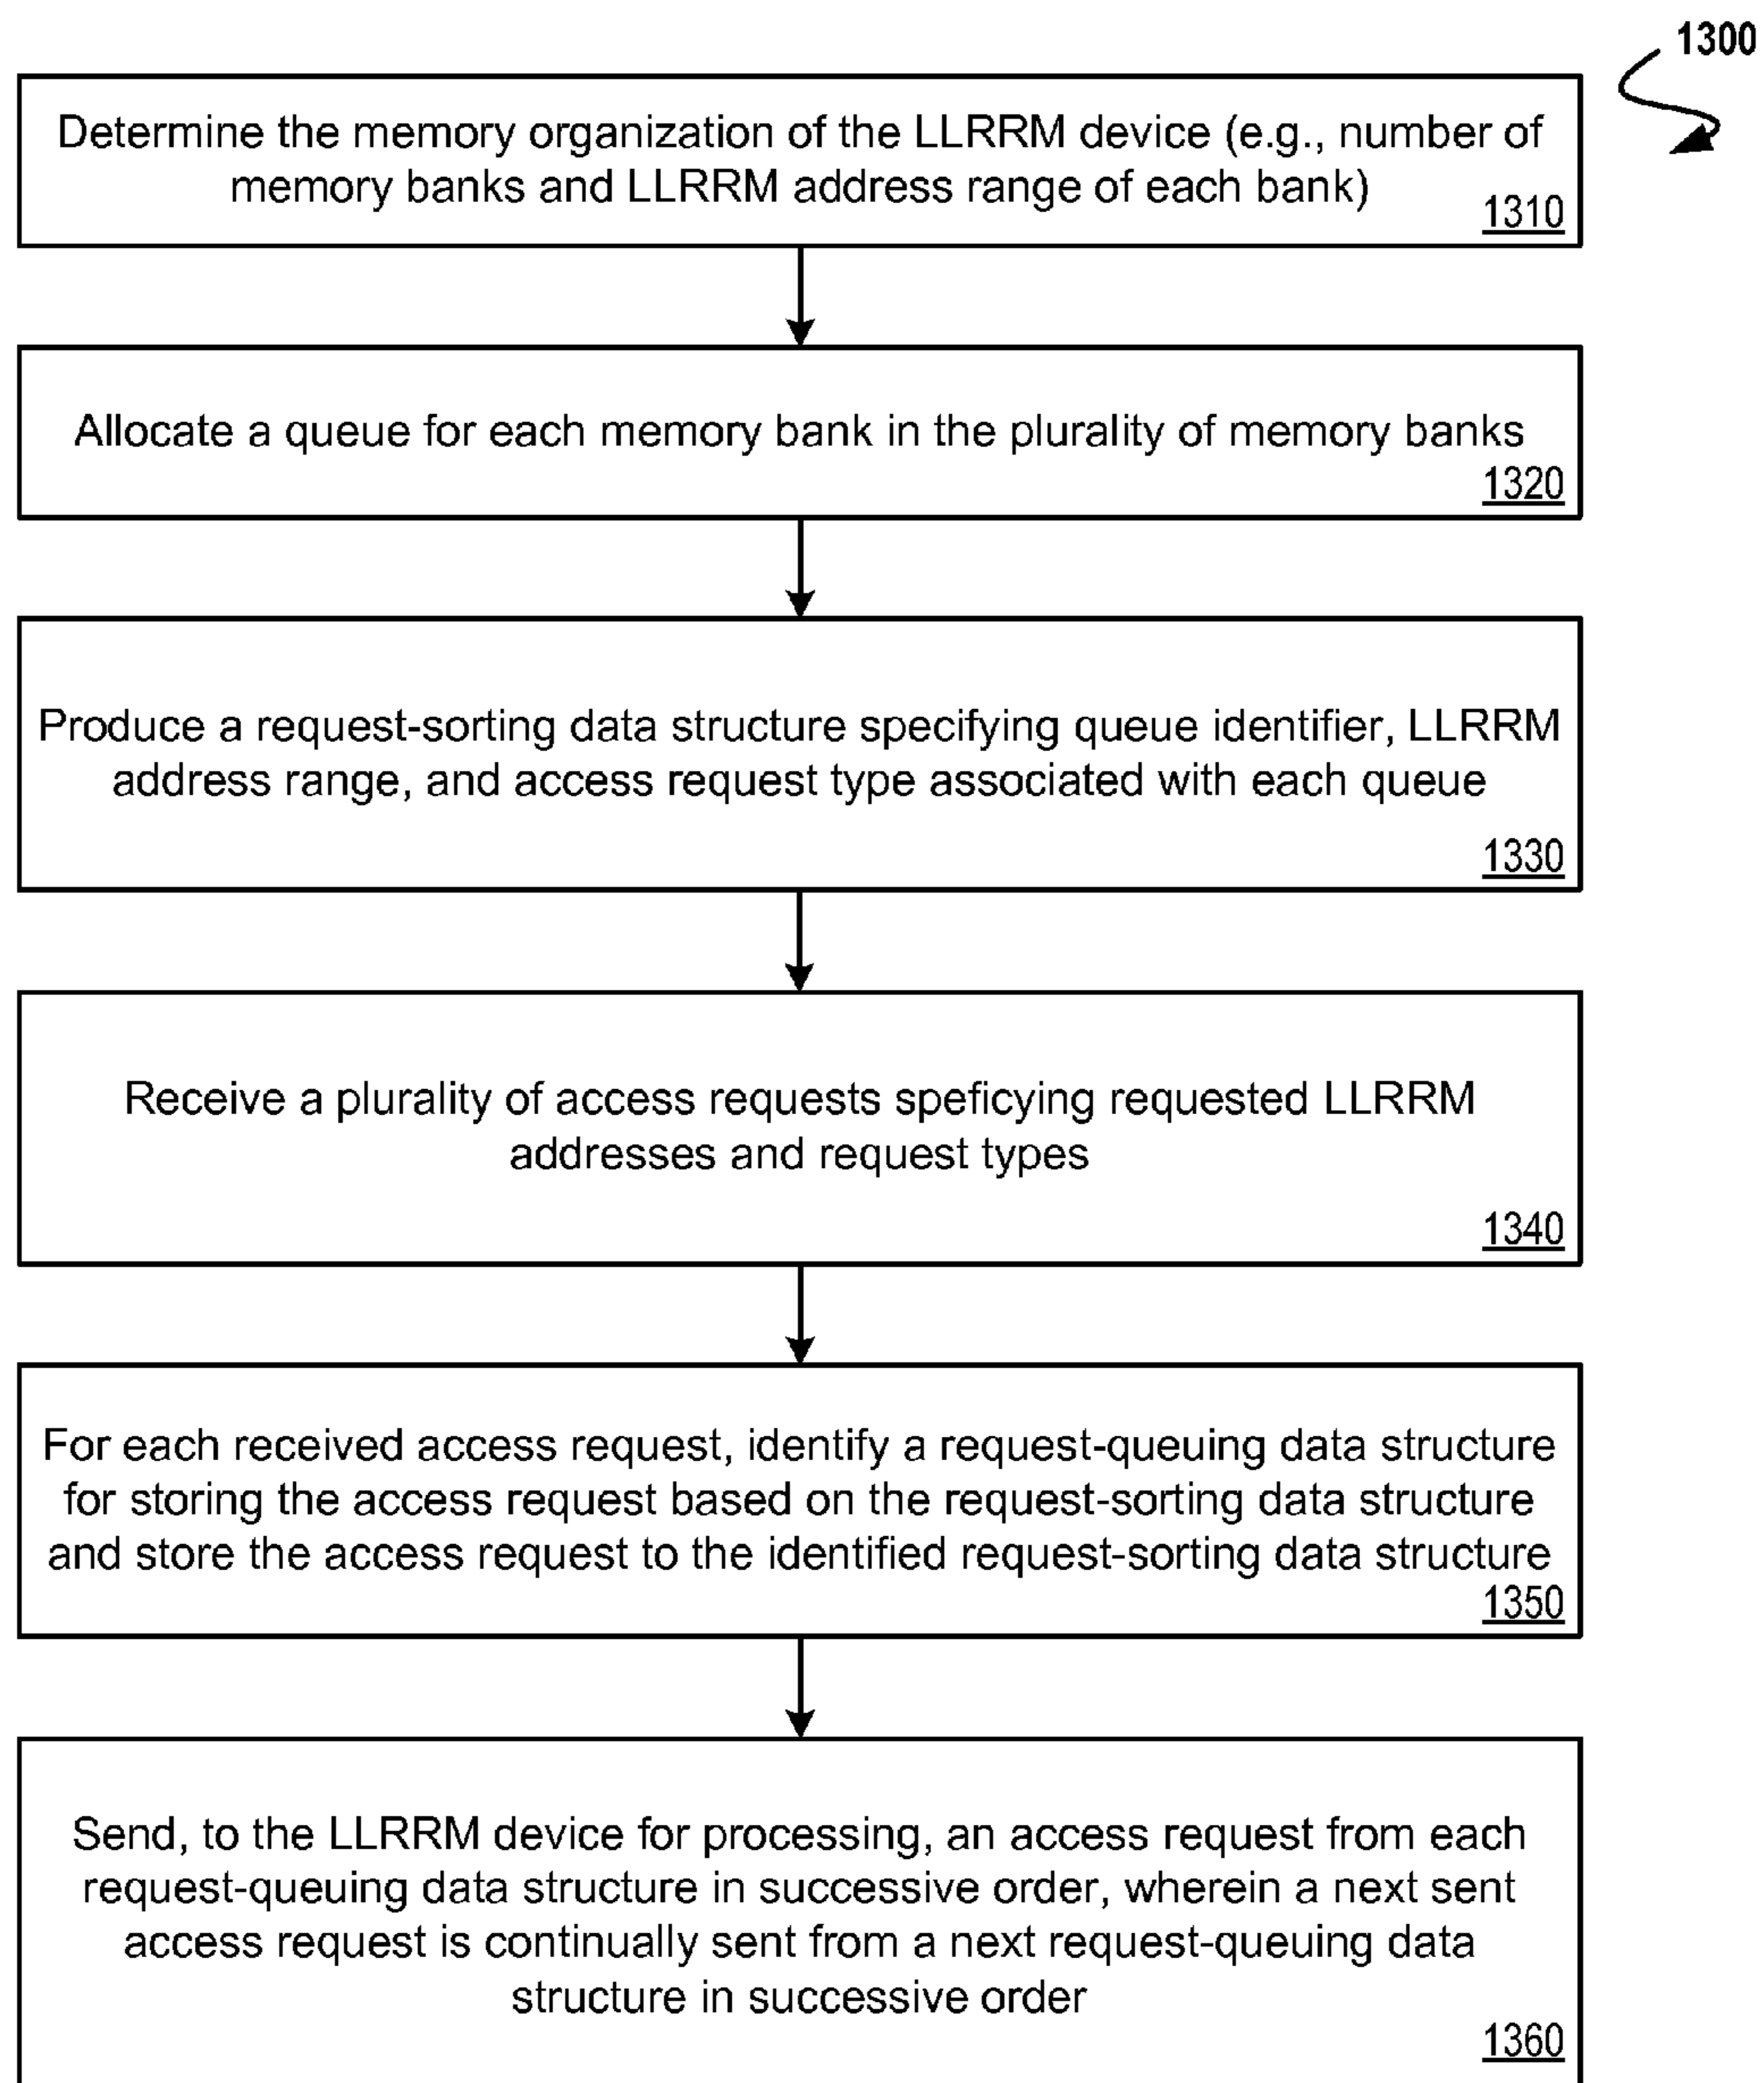 1300
Determine the memory organization of the LLRRM device (e.g., number of
memory banks and LLRRM address range of each bank)
1310
Allocate a queue for each memory bank in the plurality of memory banks
1320
Produce a request-sorting data structure specifying queue identifier, LLRRM
address range, and access request type associated with each queue
1330
Receive a plurality of access requests speficying requested LLRRM
addresses and request types
1340
For each received access request, identify a request-queuing data structure
for storing the access request based on the request-sorting data structure
and store the access request to the identified request-sorting data structure
1350
Send, to the LLRRM device for processing, an access request from each
request-queuing data structure in successive order, wherein a next sent
access request is continually sent from a next request-queuing data
structure in successive order
1360